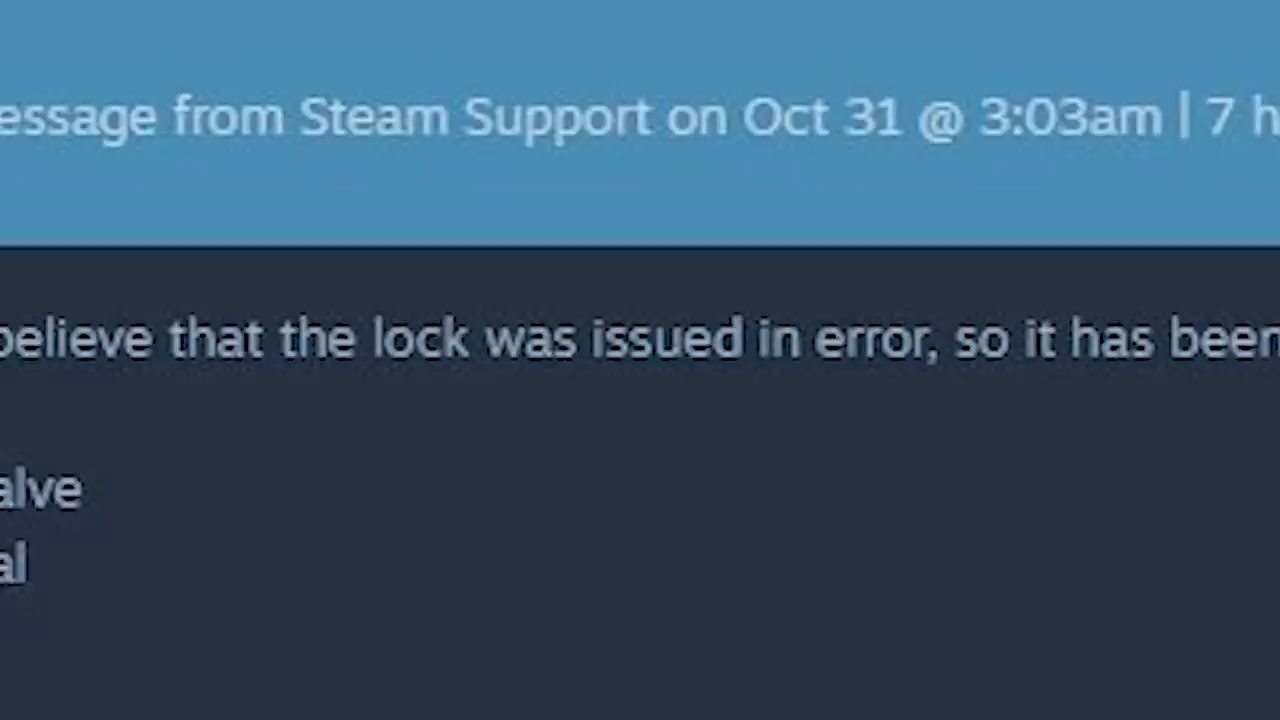 essage from Steam Support on Oct 31 @ 3:03am | 7 h
believe that the lock was issued in error, so it has been
alve
al